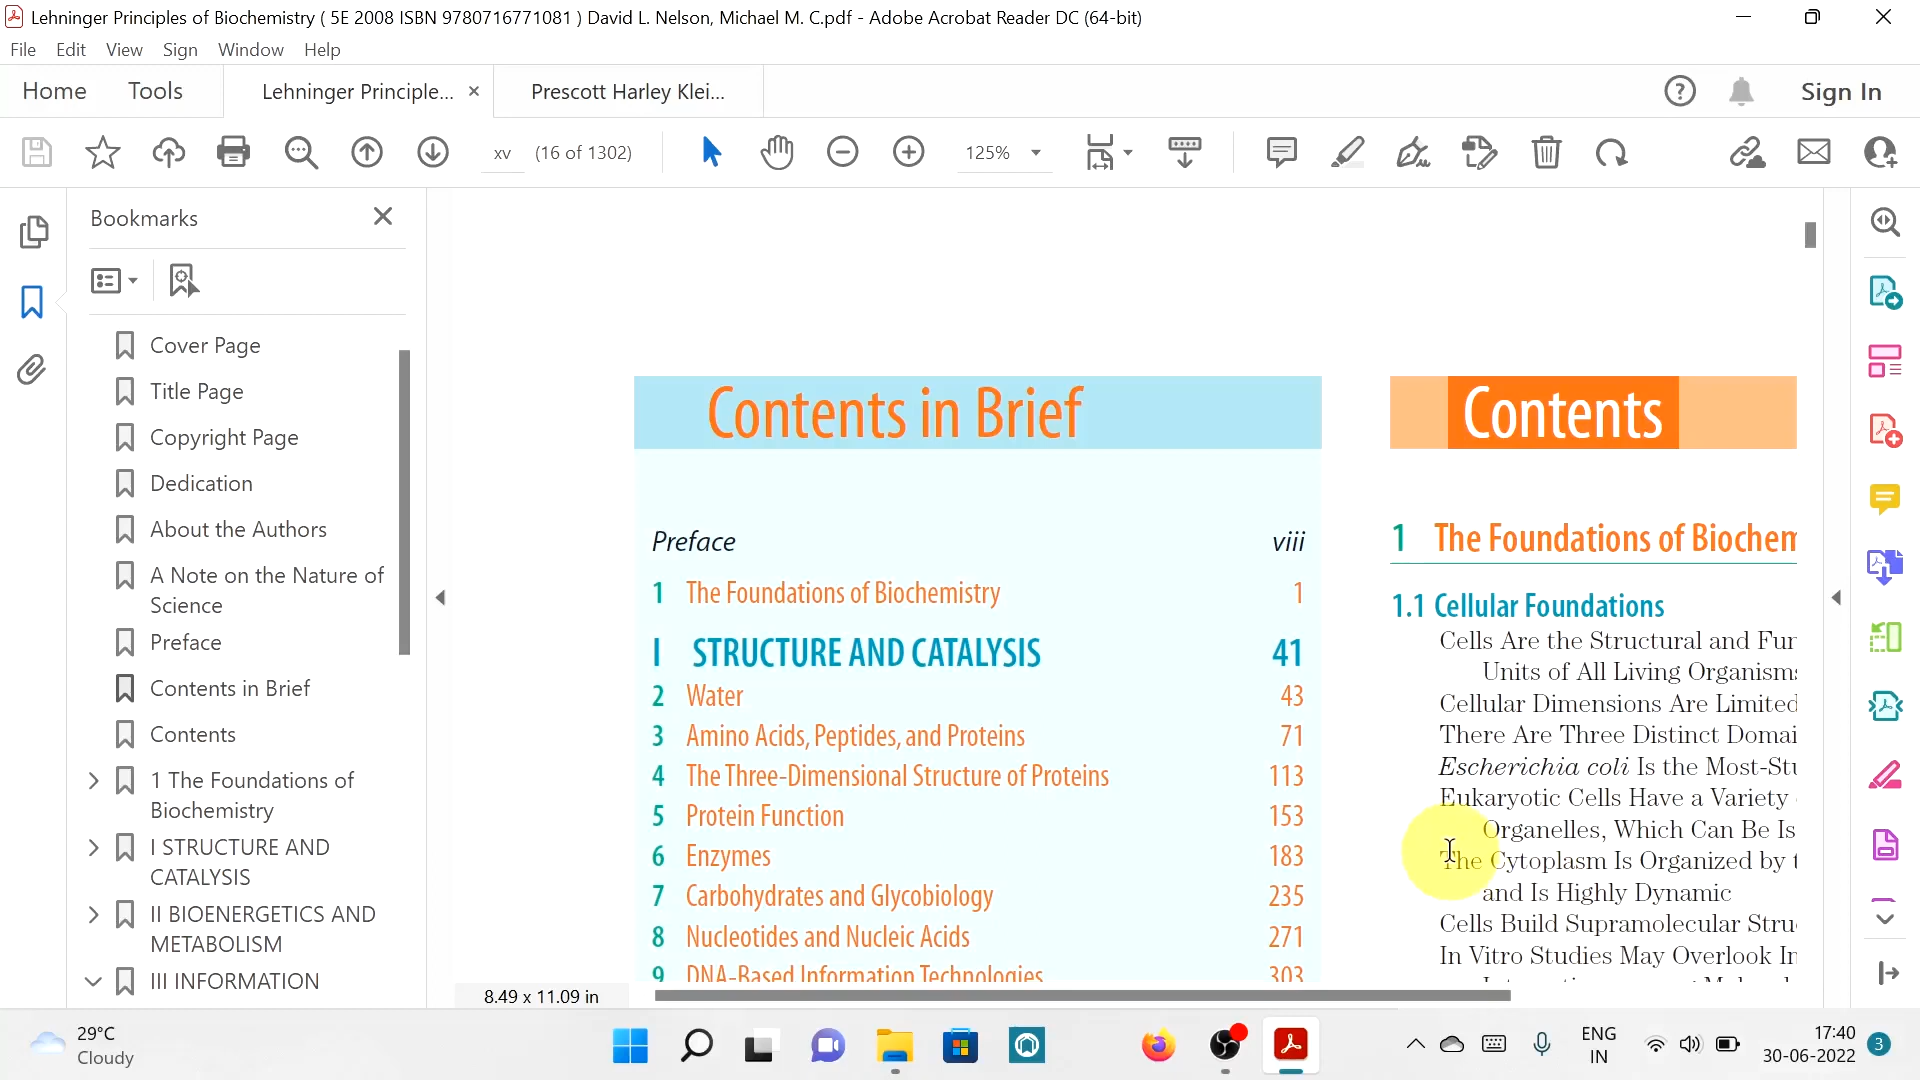 Lehninger Principles of Biochemistry ( 5E 2008 ISBN 9780716771081 ) David L. Nelson, Michael M. C.pdf - Adobe Acrobat Reader DC (64-bit)
File Edit View Sign Window Help
Home Tools Lehninger Principle... × Prescott Harley Klei... Sign In
xv (16 of 1302) 125%
Bookmarks
Cover Page
Title Page
Copyright Page
Dedication
About the Authors
A Note on the Nature of
Science
Preface
Contents in Brief
Contents
1 The Foundations of
Biochemistry
I STRUCTURE AND
CATALYSIS
II BIOENERGETICS AND
METABOLISM
III INFORMATION
Contents in Brief
Preface viii
1 The Foundations of Biochemistry 1
I STRUCTURE AND CATALYSIS 41
2 Water 43
3 Amino Acids, Peptides, and Proteins 71
4 The Three-Dimensional Structure of Proteins 113
5 Protein Function 153
6 Enzymes 183
7 Carbohydrates and Glycobiology 235
8 Nucleotides and Nucleic Acids 271
9 DNA-Based Information Technologies 303
Contents
1 The Foundations of Biochem
1.1 Cellular Foundations
Cells Are the Structural and Fun
Units of All Living Organisms
Cellular Dimensions Are Limited
There Are Three Distinct Domai
Escherichia coli Is the Most-Stu
Eukaryotic Cells Have a Variety
Organelles, Which Can Be Is
The Cytoplasm Is Organized by t
and Is Highly Dynamic
Cells Build Supramolecular Stru
In Vitro Studies May Overlook In
8.49 x 11.09 in
29°C
Cloudy
ENG
IN
17:40
30-06-2022
3